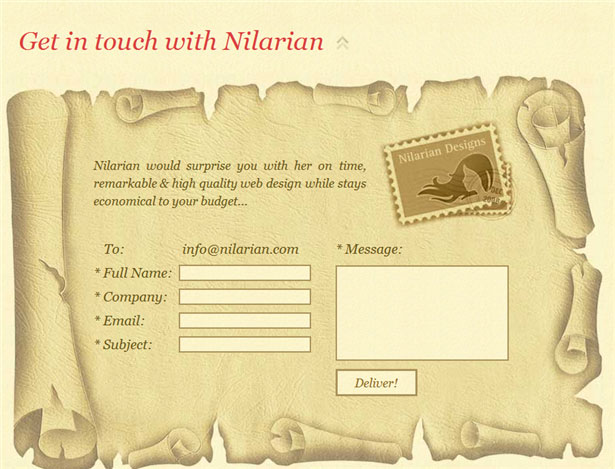 Get in touch with Nilarian
Nilarian would surprise you with her on time,
remarkable & high quality web design while stays
economical to your budget...
Nilarian Designs
To: info@nilarian.com
* Full Name:
* Company:
* Email:
* Subject:
* Message:
Deliver!